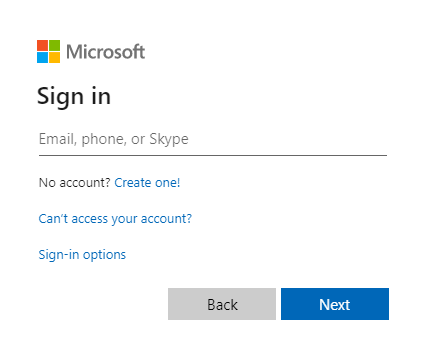 Microsoft
Sign in
Email, phone, or Skype
No account? Create one!
Can't access your account?
Sign-in options
Back Next